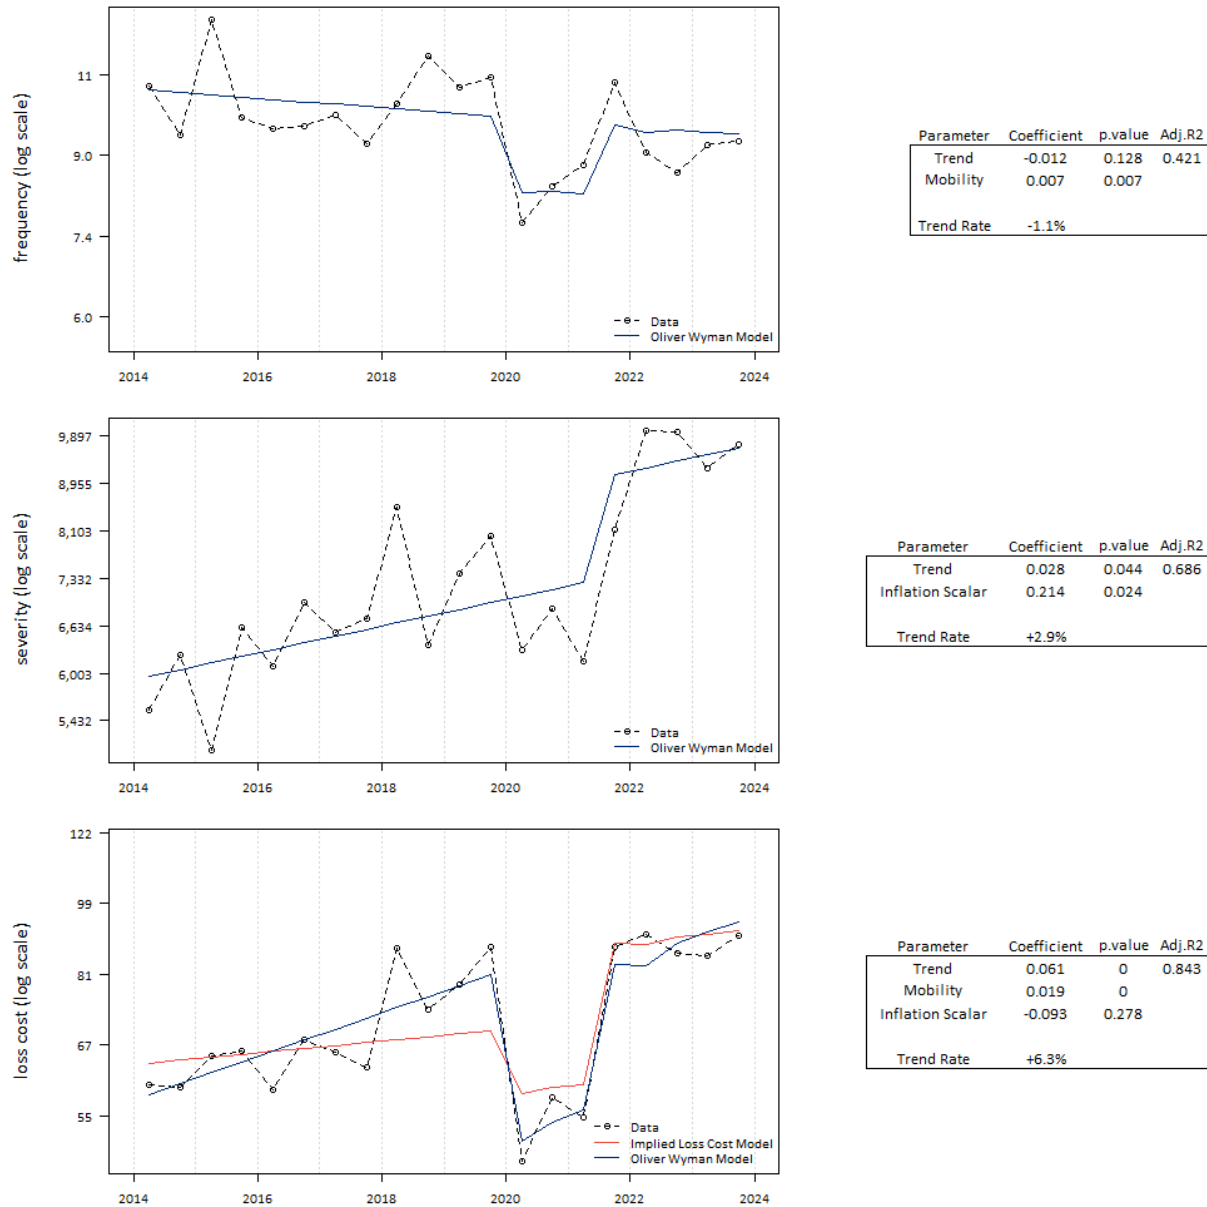 frequency (log scale)
11
9.0
7.4
6.0
Data
Oliver Wyman Model
2014 2016 2018 2020 2022 2024
Parameter Coefficient p.value Adj.R2
Trend -0.012 0.128 0.421
Mobility 0.007 0.007
Trend Rate -1.1%
severity (log scale)
9,897
8,955
8,103
7,332
6,634
6,003
5,432
Data
Oliver Wyman Model
2014 2016 2018 2020 2022 2024
Parameter Coefficient p.value Adj.R2
Trend 0.028 0.044 0.686
Inflation Scalar 0.214 0.024
Trend Rate +2.9%
loss cost (log scale)
122
99
81
67
55
Data
Implied Loss Cost Model
Oliver Wyman Model
2014 2016 2018 2020 2022 2024
Parameter Coefficient p.value Adj.R2
Trend 0.061 0 0.843
Mobility 0.019 0
Inflation Scalar -0.093 0.278
Trend Rate +6.3%